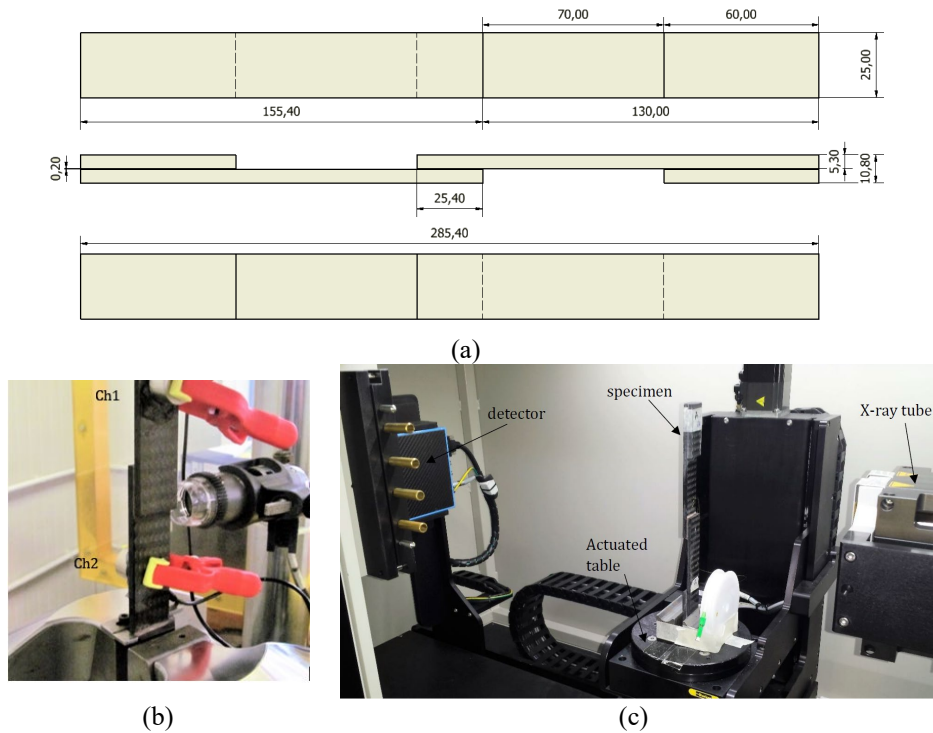 70,00
60,00
25,00
155,40
130,00
0,20
5,30
10,80
25,40
285,40
(a)
Ch1
Ch2
(b)
detector
specimen
X-ray tube
Actuated
table
(c)